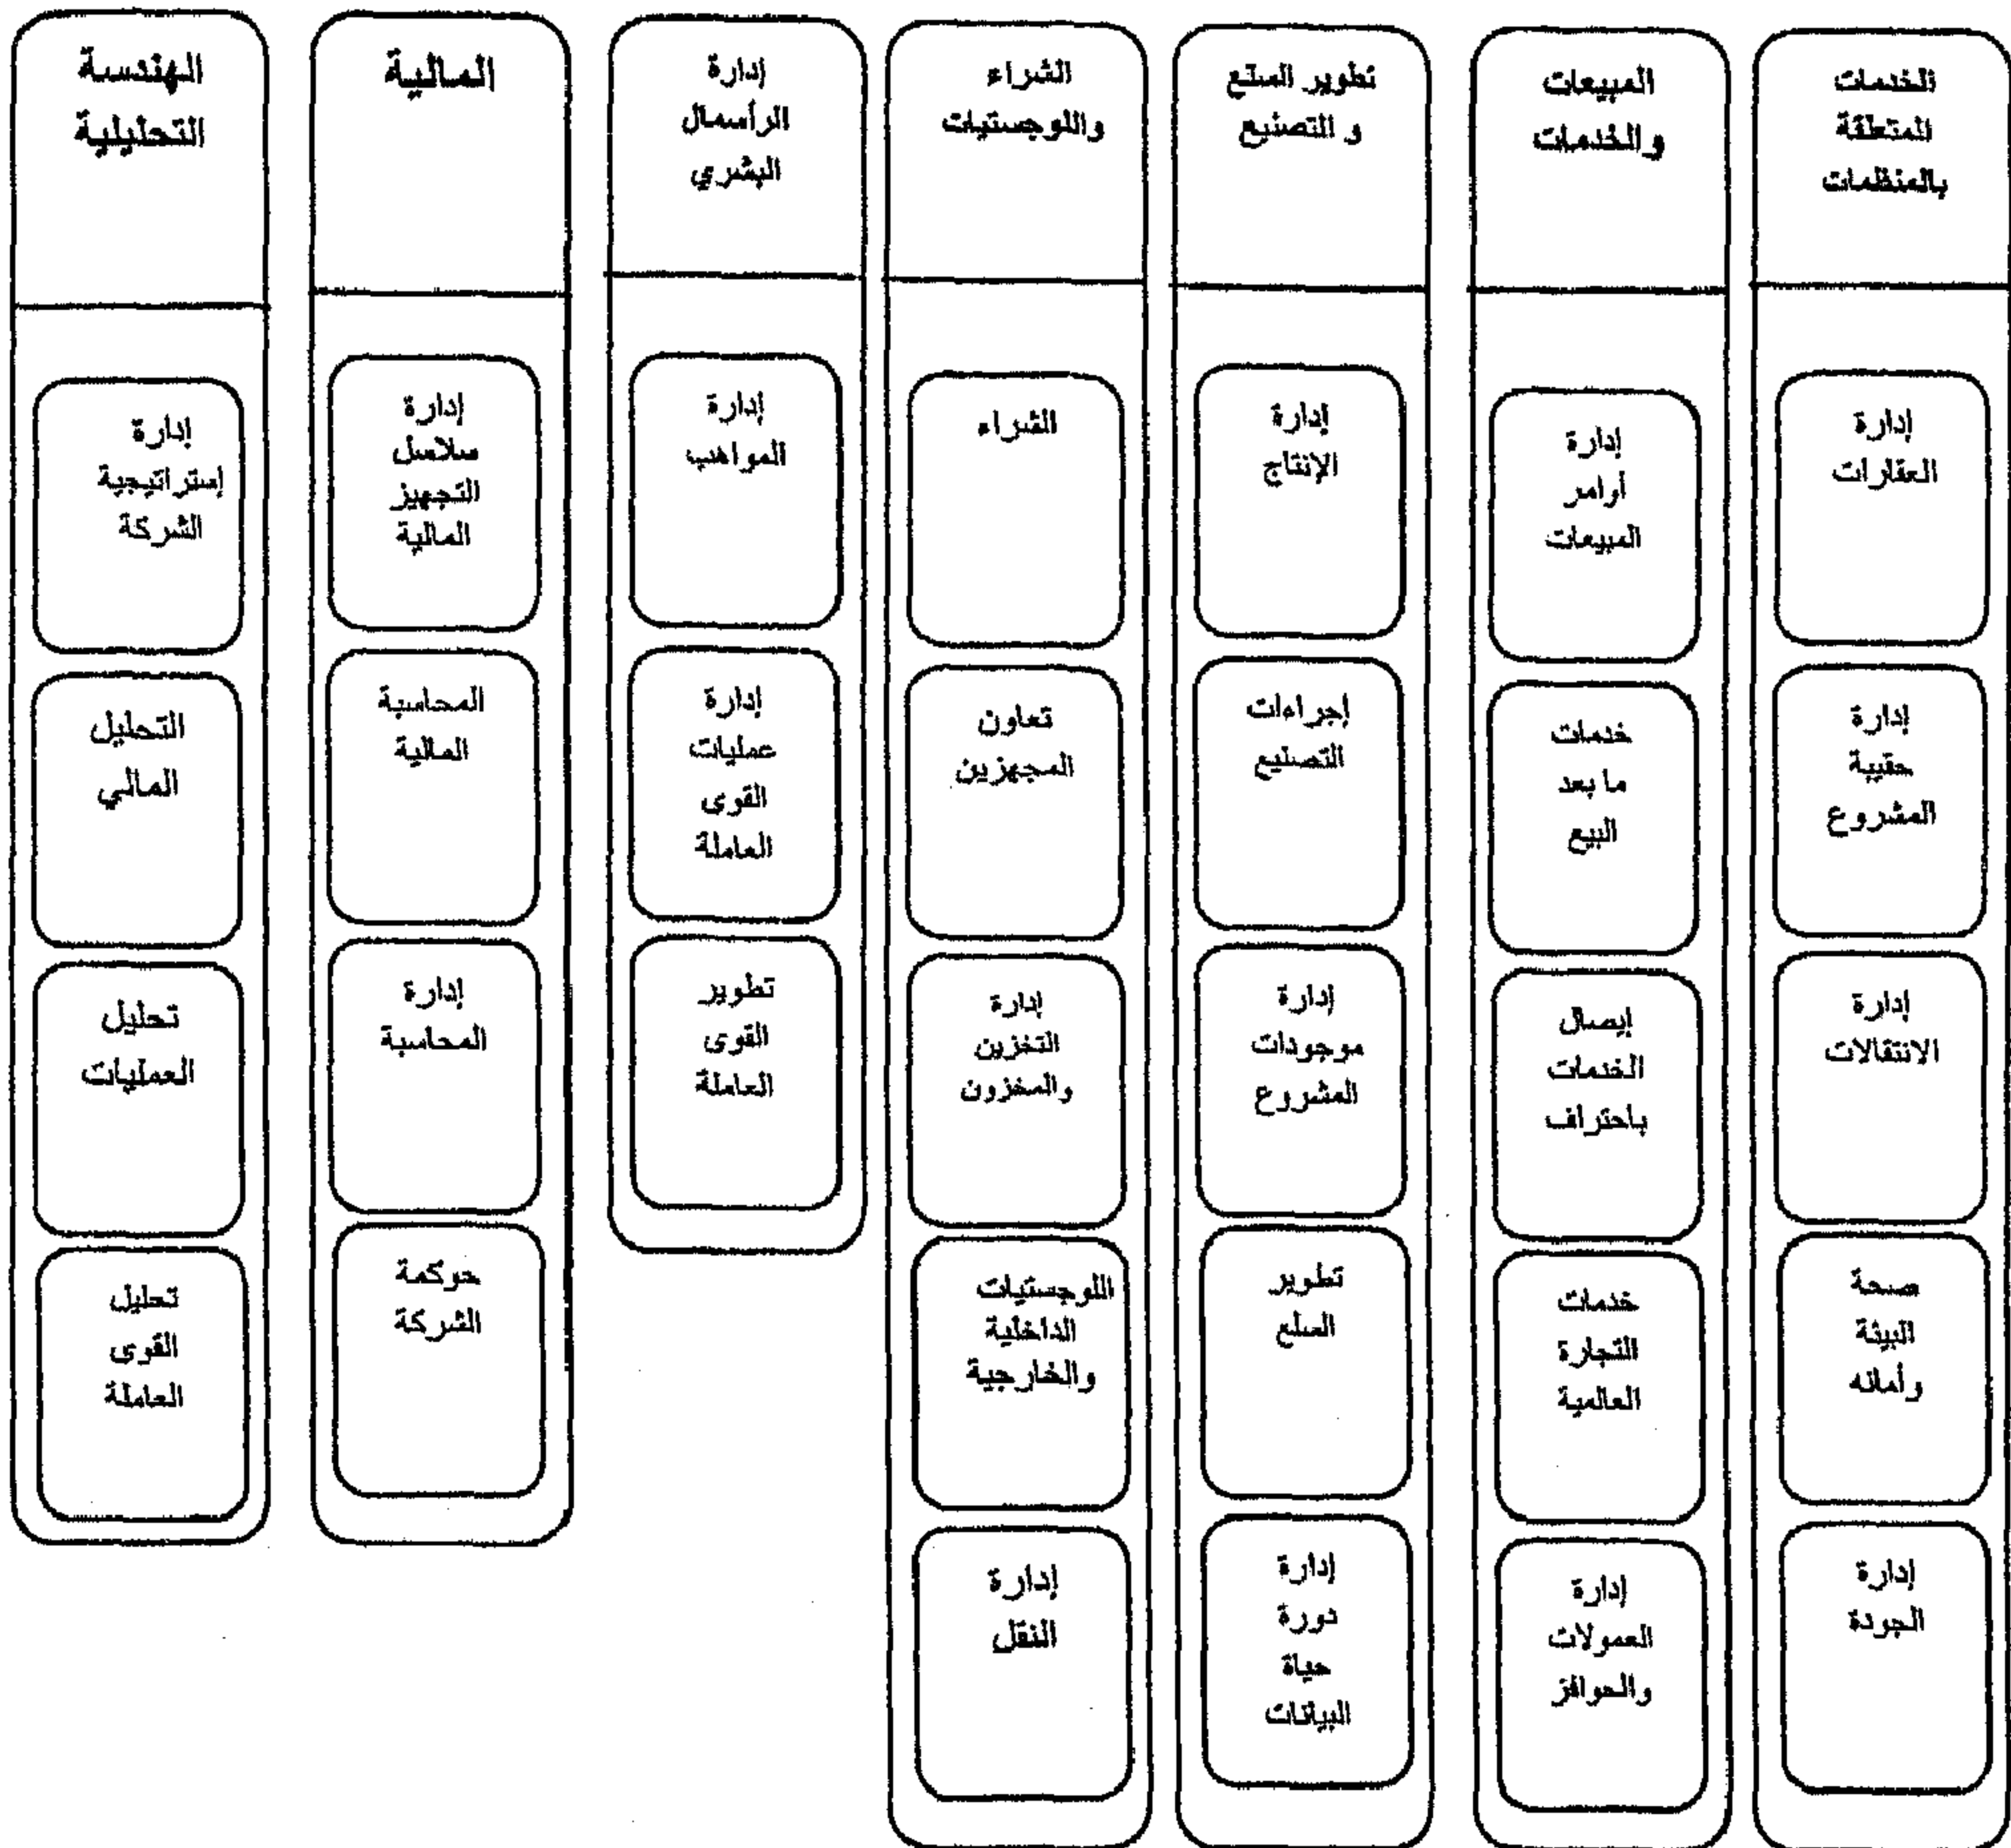 الخدمات
المتعلقة
بالمنظمات
إدارة
العقارات
إدارة
حقيبة
المشروع
إدارة
الانتقالات
صحة
البيئة
وأمانه
إدارة
الجودة
المبيعات
والخدمات
إدارة
أوامر
المبيعات
خدمات
ما بعد
البيع
إيصال
الخدمات
باحتراف
خدمات
التجارة
العالمية
إدارة
العمولات
والحوافز
تطوير السلع
و التصنيع
إدارة
الإنتاج
إجراءات
التصنيع
إدارة
موجودات
المشروع
تطوير
السلع
إدارة
دورة
حياة
البيانات
الشراء
واللوجستيات
الشراء
تعاون
المجهزين
إدارة
التخزين
والمخزون
اللوجستيات
الداخلية
والخارجية
إدارة
النقل
إدارة
الرأسمال
البشري
إدارة
المواهب
إدارة
عمليات
القوى
العاملة
تطوير
القوى
العاملة
المالية
إدارة
سلاسل
التجهيز
المالية
المحاسبة
المالية
إدارة
المحاسبة
حوكمة
الشركة
الهندسة
التحليلية
إدارة
إستراتيجية
الشركة
التحليل
المالي
تحليل
العمليات
تحليل
القوى
العاملة